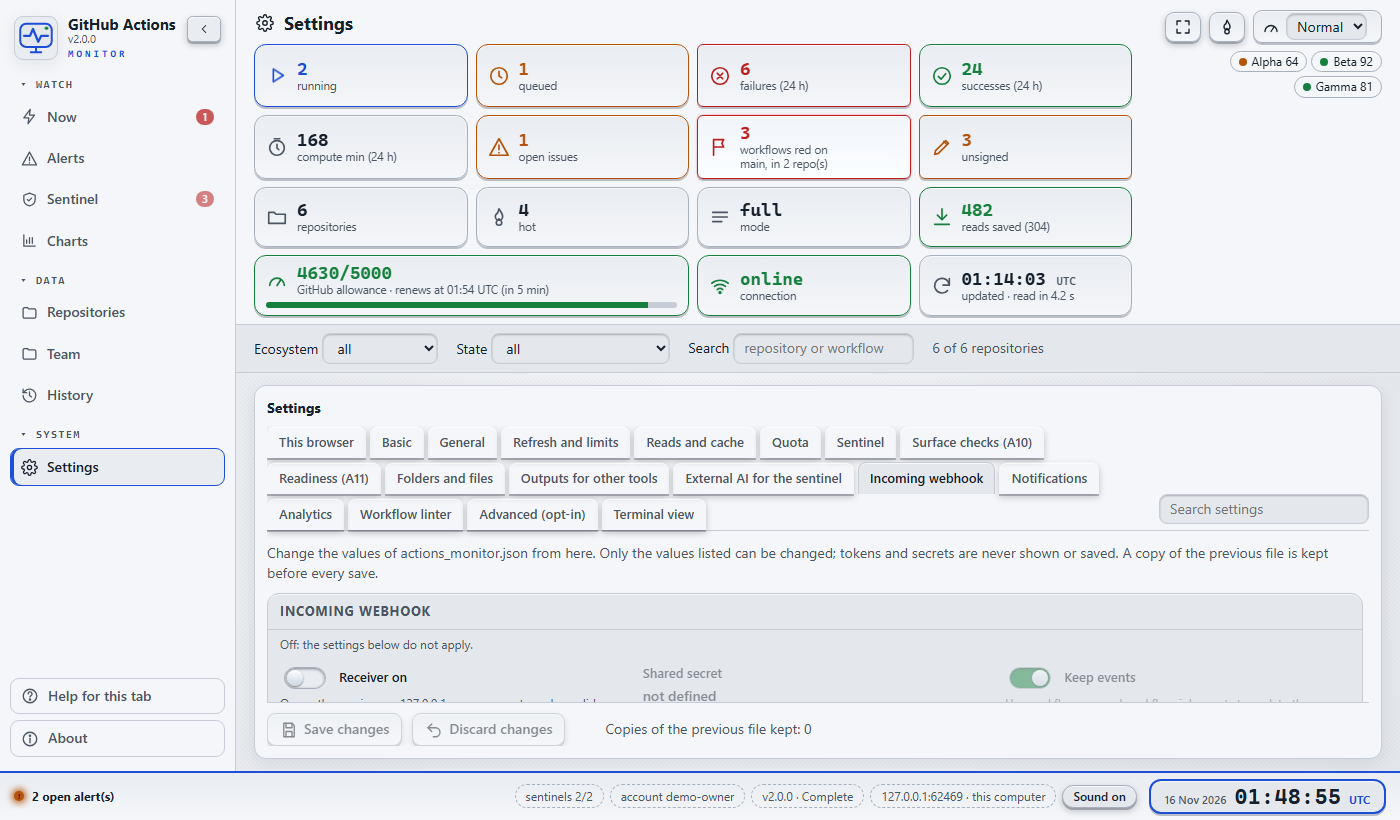 GitHub Actions
v2.0.0
MONITOR
WATCH
Now
1
Alerts
Sentinel
3
Charts
DATA
Repositories
Team
History
SYSTEM
Settings
Help for this tab
About
Settings
Normal
Alpha 64
Beta 92
Gamma 81
2
running
1
queued
6
failures (24 h)
24
successes (24 h)
168
compute min (24 h)
1
open issues
3
workflows red on
main, in 2 repo(s)
3
unsigned
6
repositories
4
hot
full
mode
482
reads saved (304)
4630/5000
GitHub allowance · renews at 01:54 UTC (in 5 min)
online
connection
01:14:03 UTC
updated · read in 4.2 s
Ecosystem all State all Search repository or workflow 6 of 6 repositories
Settings
This browser Basic General Refresh and limits Reads and cache Quota Sentinel Surface checks (A10)
Readiness (A11) Folders and files Outputs for other tools External AI for the sentinel Incoming webhook Notifications
Analytics Workflow linter Advanced (opt-in) Terminal view
Search settings
Change the values of actions_monitor.json from here. Only the values listed can be changed; tokens and secrets are never shown or saved. A copy of the previous file is kept
before every save.
INCOMING WEBHOOK
Off: the settings below do not apply.
Receiver on
Shared secret
not defined
Keep events
Save changes
Discard changes
Copies of the previous file kept: 0
2 open alert(s)
sentinels 2/2
account demo-owner
v2.0.0 · Complete
127.0.0.1:62469 · this computer
Sound on
16 Nov 2026 01:48:55 UTC